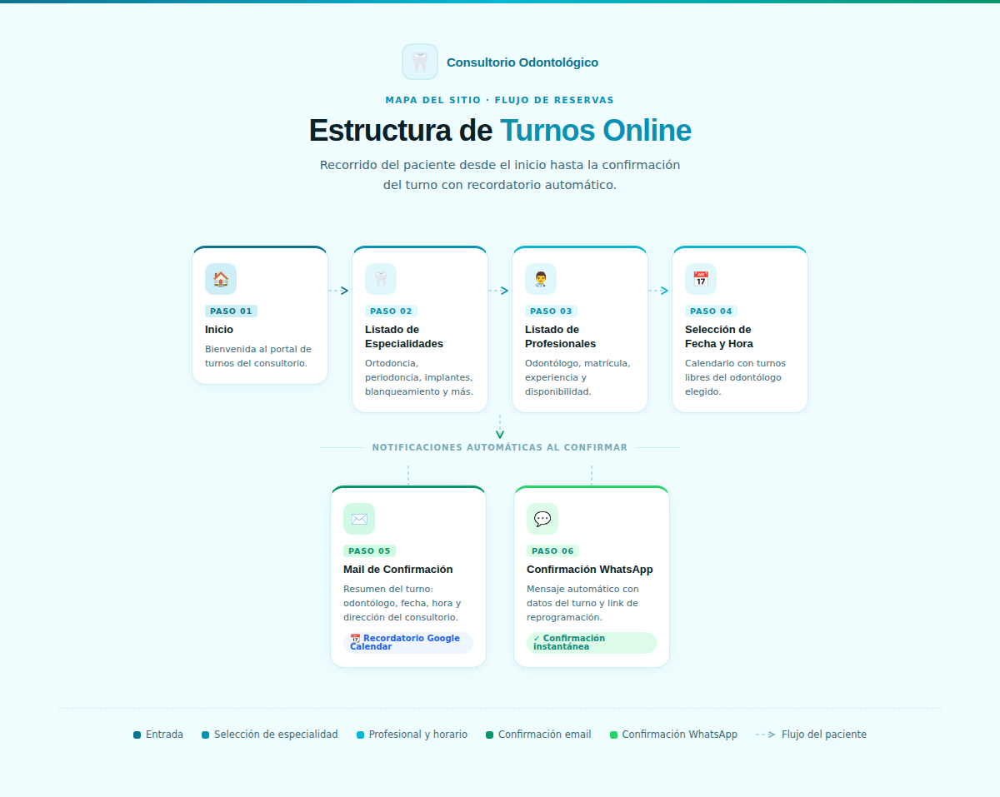 Consultorio Odontológico
MAPA DEL SITIO · FLUJO DE RESERVAS
Estructura de Turnos Online
Recorrido del paciente desde el inicio hasta la confirmación
del turno con recordatorio automático.
PASO 01
Inicio
Bienvenida al portal de
turnos del consultorio.
PASO 02
Listado de
Especialidades
Ortodoncia,
periodoncia, implantes,
blanqueamiento y más.
PASO 03
Listado de
Profesionales
Odontólogo, matrícula,
experiencia y
disponibilidad.
PASO 04
Selección de
Fecha y Hora
Calendario con turnos
libres del odontólogo
elegido.
NOTIFICACIONES AUTOMÁTICAS AL CONFIRMAR
PASO 05
Mail de Confirmación
Resumen del turno:
odontólogo, fecha, hora y
dirección del consultorio.
📆 Recordatorio Google
Calendar
PASO 06
Confirmación WhatsApp
Mensaje automático con
datos del turno y link de
reprogramación.
✓ Confirmación
instantánea
Entrada
Selección de especialidad
Profesional y horario
Confirmación email
Confirmación WhatsApp
Flujo del paciente